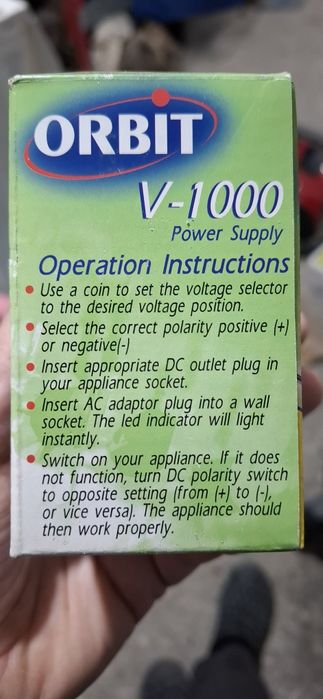 ORBIT
V-1000
Power Supply
Operation Instructions
• Use a coin to set the voltage selector
to the desired voltage position.
• Select the correct polarity positive (+)
or negative(-)
• Insert appropriate DC outlet plug in
your appliance socket.
• Insert AC adaptor plug into a wall
socket. The led indicator will light
instantly.
• Switch on your appliance. If it does
not function, turn DC polarity switch
to opposite setting (from (+) to (-),
or vice versa). The appliance should
then work properly.